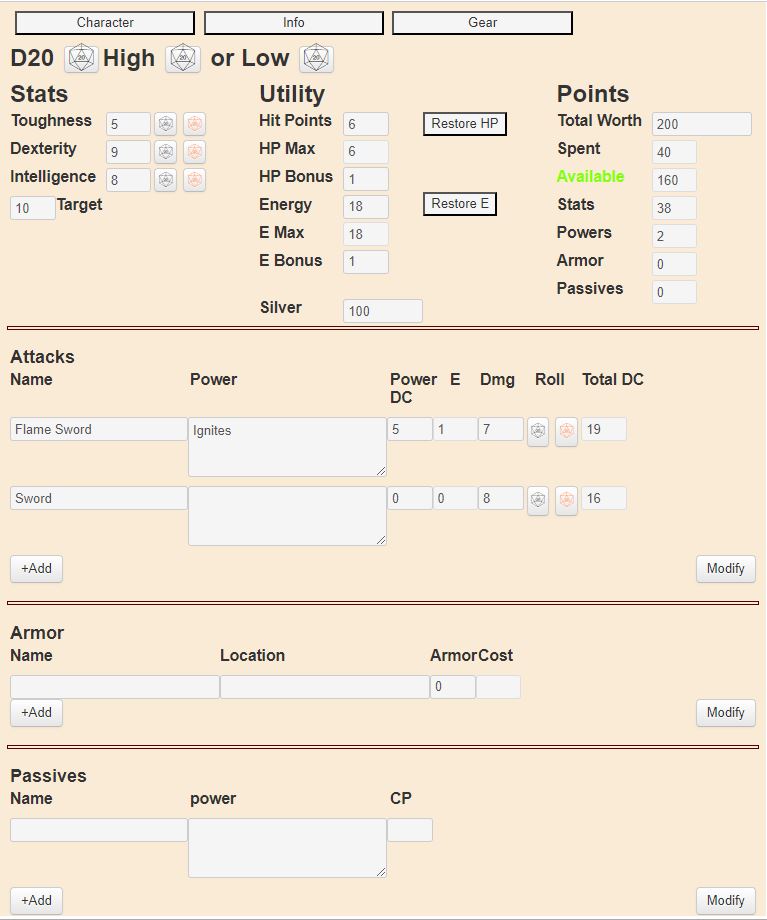 Character Info Gear
D20 20 High 20 or Low 20
Stats Utility Points
Toughness 5 Hit Points 6 Restore HP Total Worth 200
Dexterity 9 HP Max 6 Spent 40
Intelligence 8 HP Bonus 1 Available 160
10 Target Energy 18 Restore E Stats 38
E Max 18 Powers 2
E Bonus 1 Armor 0
Passives 0
Silver 100
Attacks
Name Power Power DC E Dmg Roll Total DC
Flame Sword Ignites 5 1 7 19
Sword 0 0 8 16
+Add Modify
Armor
Name Location ArmorCost
0
+Add Modify
Passives
Name power CP
+Add Modify